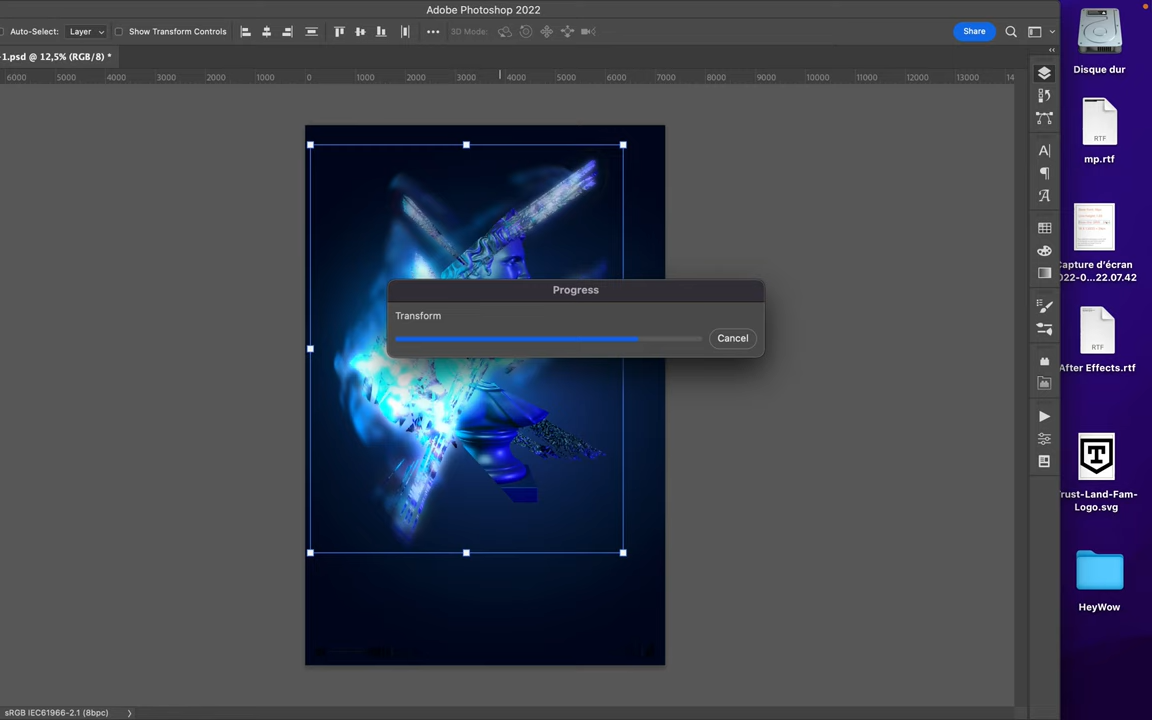 Adobe Photoshop 2022
Auto-Select:
Layer
Show Transform Controls
3D Mode:
Share
-1.psd @ 12,5% (RGB/8) *
6000 5000 4000 3000 2000 1000 0 1000 2000 3000 4000 5000 6000 7000 8000 9000 10000 11000 12000 13000 14
Progress
Transform
Cancel
Disque dur
RTF
mp.rtf
Capture d'écran
2022-0...22.07.42
RTF
After Effects.rtf
rust-Land-Fam-
Logo.svg
HeyWow
sRGB IEC61966-2.1 (8bpc)